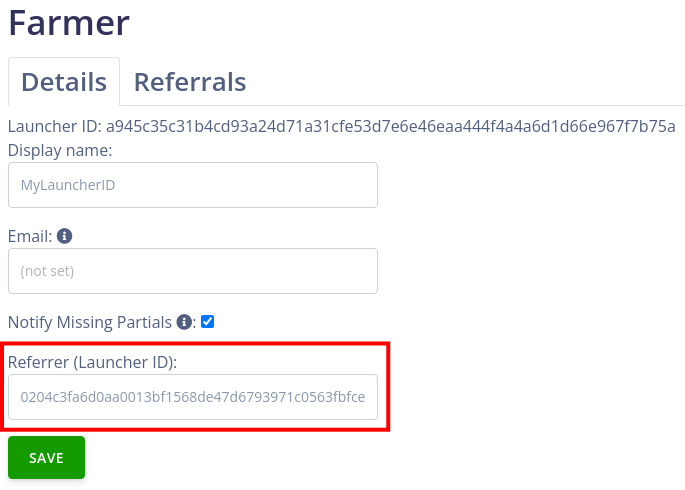 Farmer
Details Referrals
Launcher ID: a945c35c31b4cd93a24d71a31cfe53d7e6e46eaa444f4a4a6d1d66e967f7b75a
Display name:
MyLauncherID
Email:
(not set)
Notify Missing Partials :
Referrer (Launcher ID):
0204c3fa6d0aa0013bf1568de47d6793971c0563fbfce
SAVE